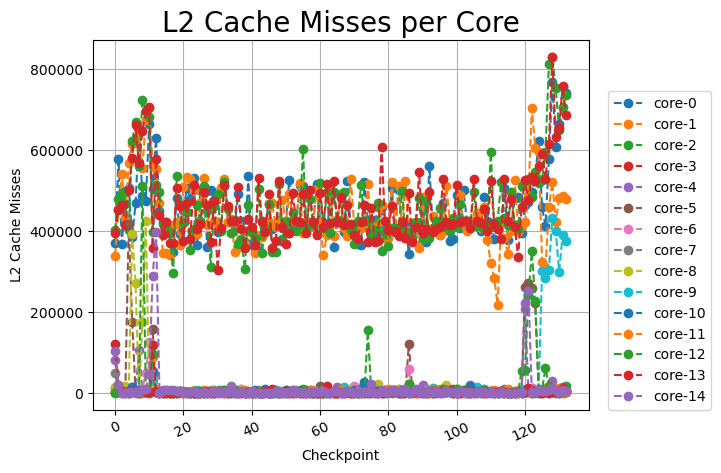 L2 Cache Misses per Core
L2 Cache Misses
800000
600000
400000
200000
0
0
20
40
60
80
100
120
Checkpoint
core-0
core-1
core-2
core-3
core-4
core-5
core-6
core-7
core-8
core-9
core-10
core-11
core-12
core-13
core-14